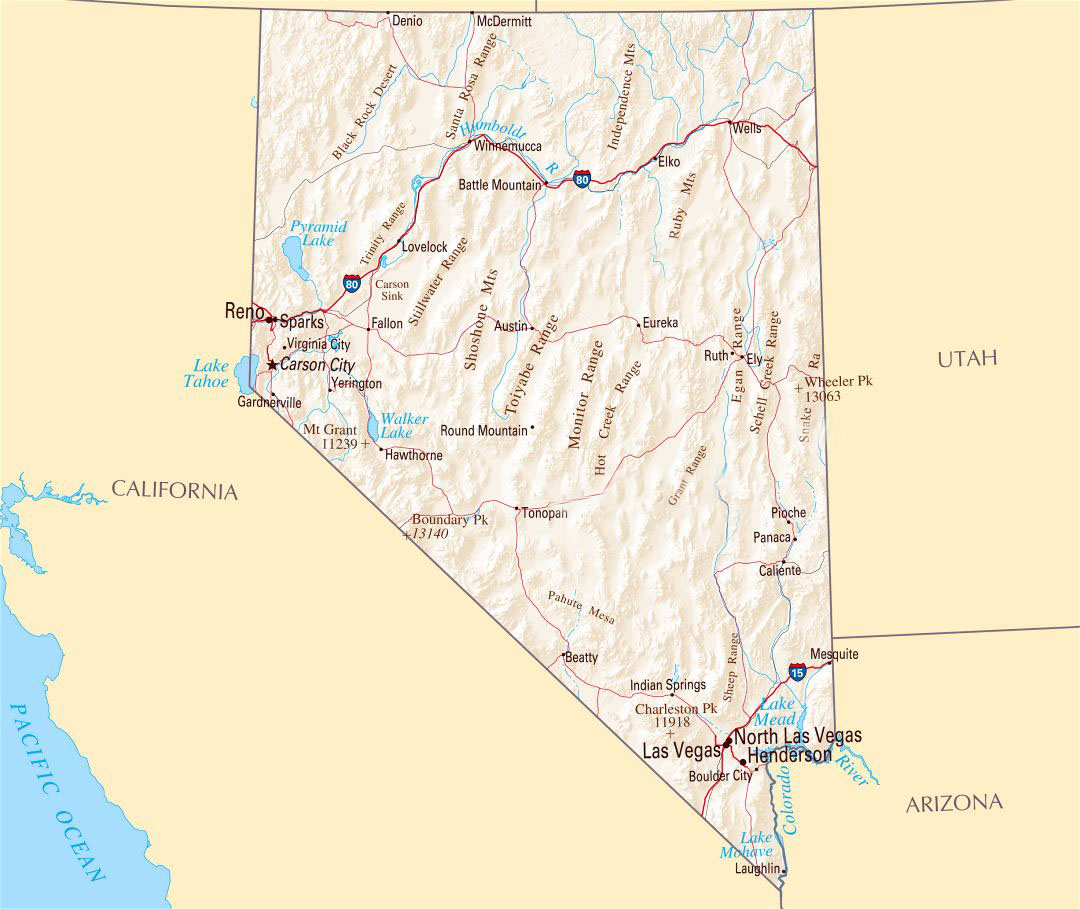 Denio
McDermitt
Black Rock Desert
Santa Rosa Range
Independence Mts
Humboldt
R
Winnemucca
Wells
Elko
Battle Mountain
80
Ruby Mts
Pyramid
Lake
Trinity Range
Lovelock
Stillwater Range
80
Carson
Sink
Shoshone Mts
Reno
Sparks
Fallon
Austin
Eureka
Toiyabe Range
Virginia City
Carson City
Lake
Tahoe
Yerington
Gardnerville
Ruth
Ely
Egan Range
Schell Creek Range
Snake Ra
Wheeler Pk
13063
UTAH
Monitor Range
Hot Creek Range
Walker
Lake
Mt Grant
11239
Round Mountain
Hawthorne
Grant Range
CALIFORNIA
Boundary Pk
13140
Tonopah
Pioche
Panaca
Caliente
Pahute Mesa
Beatty
Sheep Range
Mesquite
15
Indian Springs
Charleston Pk
11918
Lake
Mead
North Las Vegas
Las Vegas
Henderson
Boulder City
Colorado
River
ARIZONA
PACIFIC OCEAN
Lake
Mohave
Laughlin